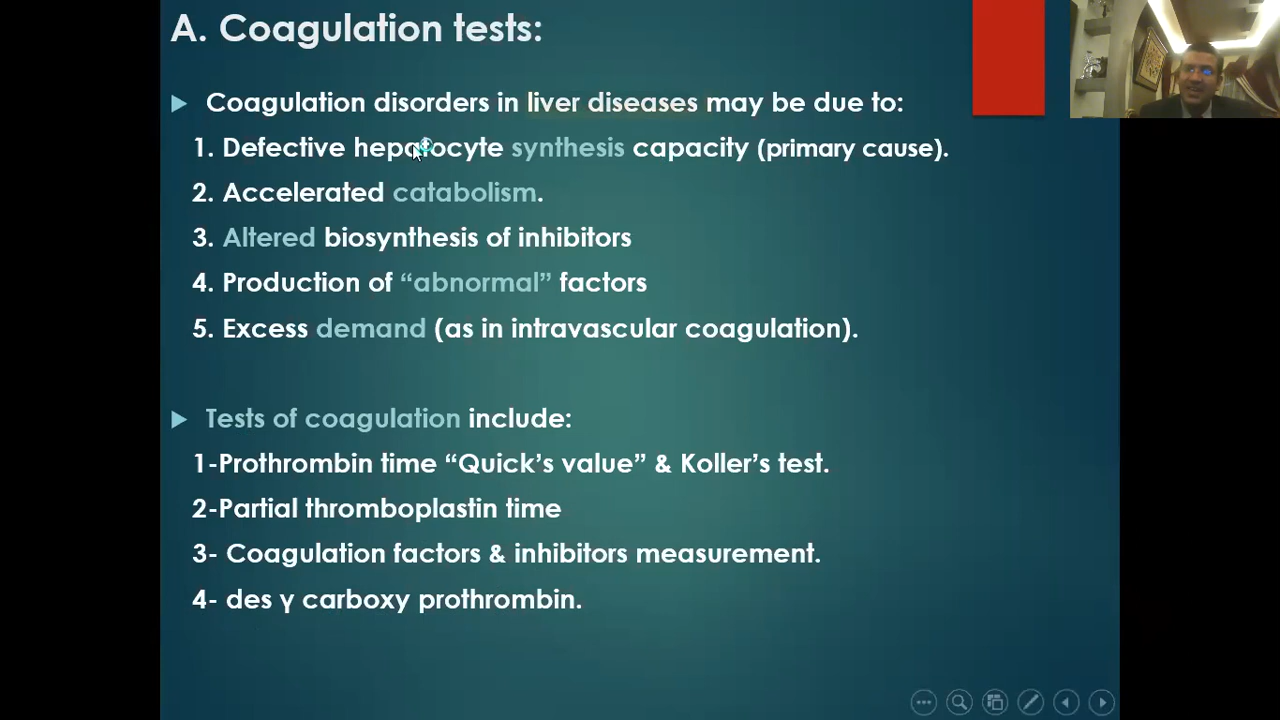 A. Coagulation tests:
Coagulation disorders in liver diseases may be due to:
1. Defective hepatocyte synthesis capacity (primary cause).
2. Accelerated catabolism.
3. Altered biosynthesis of inhibitors
4. Production of “abnormal” factors
5. Excess demand (as in intravascular coagulation).
Tests of coagulation include:
1-Prothrombin time “Quick’s value” & Koller’s test.
2-Partial thromboplastin time
3- Coagulation factors & inhibitors measurement.
4- des γ carboxy prothrombin.